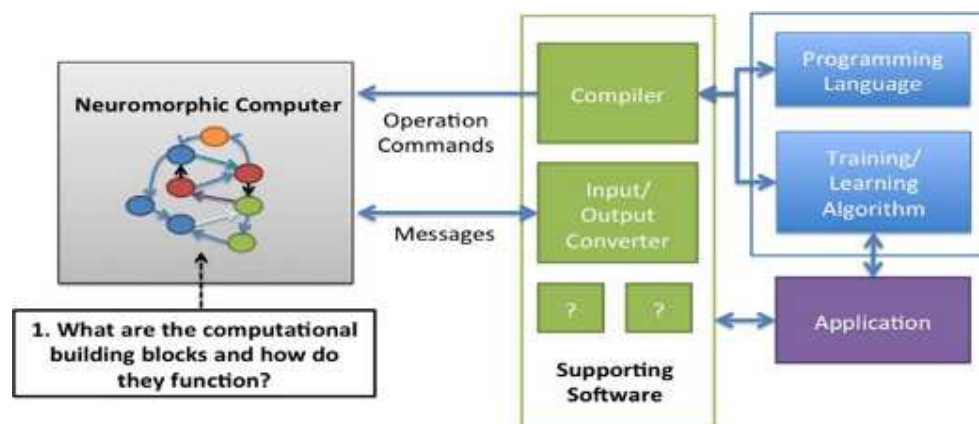 Neuromorphic Computer
Operation
Commands
Messages
1. What are the computational
building blocks and how do
they function?
Compiler
Input/
Output
Converter
?
?
Supporting
Software
Programming
Language
Training/
Learning
Algorithm
Application